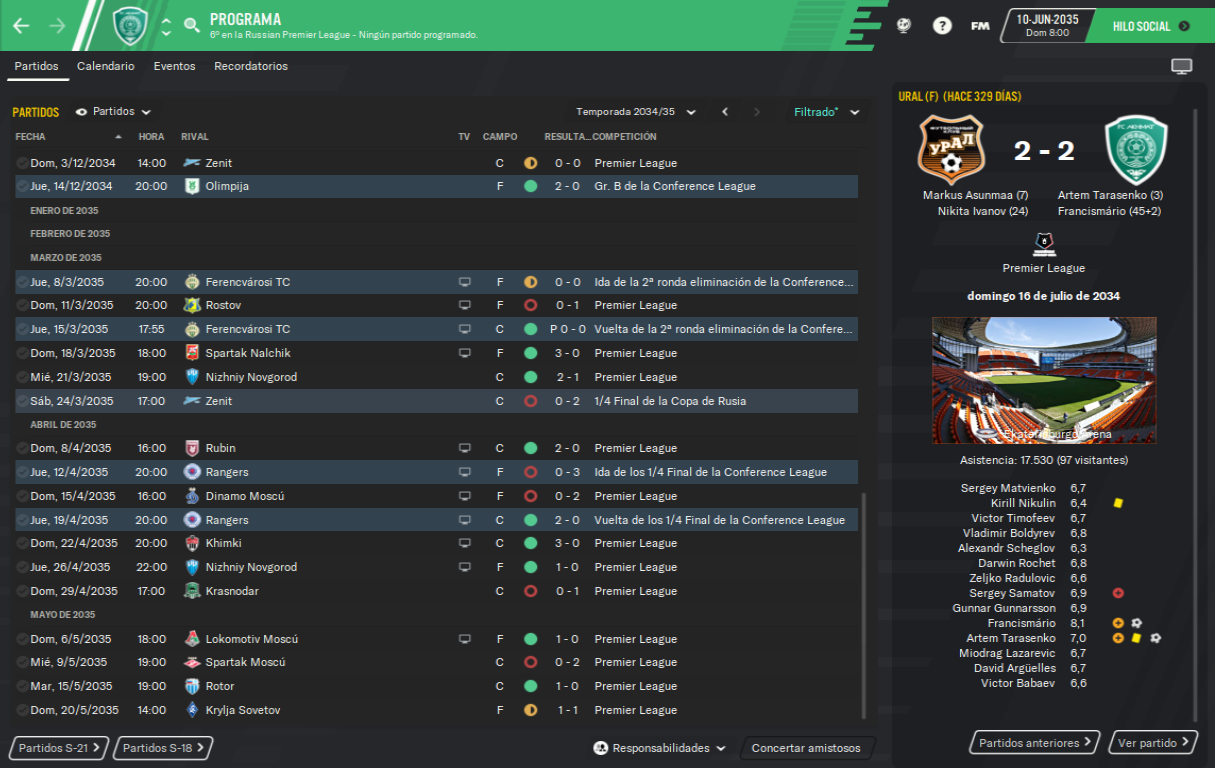 PROGRAMA
6º en la Russian Premier League - Ningún partido programado.
FM
10-JUN-2035
Dom 8:00
HILO SOCIAL
Partidos Calendario Eventos Recordatorios
PARTIDOS Partidos Temporada 2034/35 Filtrado*
FECHA HORA RIVAL TV CAMPO RESULTA... COMPETICIÓN
Dom, 3/12/2034 14:00 Zenit C 0 - 0 Premier League
Jue, 14/12/2034 20:00 Olimpija F 2 - 0 Gr. B de la Conference League
ENERO DE 2035
FEBRERO DE 2035
MARZO DE 2035
Jue, 8/3/2035 20:00 Ferencvárosi TC F 0 - 0 Ida de la 2ª ronda eliminación de la Conference...
Dom, 11/3/2035 20:00 Rostov F 0 - 1 Premier League
Jue, 15/3/2035 17:55 Ferencvárosi TC C P 0 - 0 Vuelta de la 2ª ronda eliminación de la Confere...
Dom, 18/3/2035 18:00 Spartak Nalchik F 3 - 0 Premier League
Mié, 21/3/2035 19:00 Nizhniy Novgorod C 2 - 1 Premier League
Sáb, 24/3/2035 17:00 Zenit C 0 - 2 1/4 Final de la Copa de Rusia
ABRIL DE 2035
Dom, 8/4/2035 16:00 Rubin C 2 - 0 Premier League
Jue, 12/4/2035 20:00 Rangers F 0 - 3 Ida de los 1/4 Final de la Conference League
Dom, 15/4/2035 16:00 Dinamo Moscú F 0 - 2 Premier League
Jue, 19/4/2035 20:00 Rangers C 2 - 0 Vuelta de los 1/4 Final de la Conference League
Dom, 22/4/2035 20:00 Khimki C 3 - 0 Premier League
Jue, 26/4/2035 22:00 Nizhniy Novgorod F 1 - 0 Premier League
Dom, 29/4/2035 17:00 Krasnodar C 0 - 1 Premier League
MAYO DE 2035
Dom, 6/5/2035 18:00 Lokomotiv Moscú F 1 - 0 Premier League
Mié, 9/5/2035 19:00 Spartak Moscú C 0 - 2 Premier League
Mar, 15/5/2035 19:00 Rotor C 1 - 0 Premier League
Dom, 20/5/2035 14:00 Krylja Sovetov F 1 - 1 Premier League
Partidos S-21 Partidos S-18 Responsabilidades Concertar amistosos
URAL (F) (HACE 329 DÍAS)
УРАЛ
2 - 2
FC AKHMAT
Markus Asunmaa (7) Artem Tarasenko (3)
Nikita Ivanov (24) Francismário (45+2)
Premier League
domingo 16 de julio de 2034
Asistencia: 17.530 (97 visitantes)
Sergey Matvienko 6,7
Kirill Nikulin 6,4
Victor Timofeev 6,7
Vladimir Boldyrev 6,8
Alexandr Scheglov 6,3
Darwin Rochet 6,8
Zeljko Radulovic 6,6
Sergey Samatov 6,9
Gunnar Gunnarsson 6,9
Francismário 8,1
Artem Tarasenko 7,0
Miodrag Lazarevic 6,7
David Argüelles 6,7
Victor Babaev 6,6
Partidos anteriores Ver partido